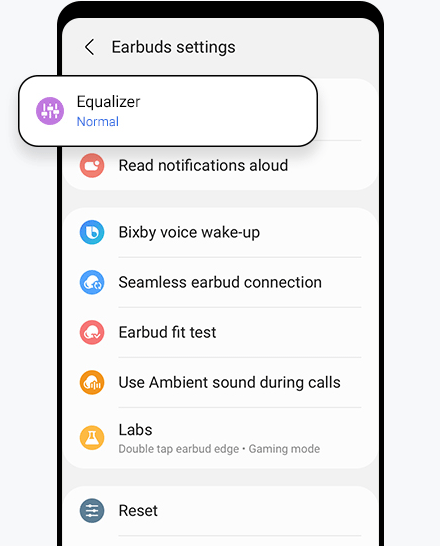 Earbuds settings
Equalizer
Normal
Read notifications aloud
Bixby voice wake-up
Seamless earbud connection
Earbud fit test
Use Ambient sound during calls
Labs
Double tap earbud edge • Gaming mode
Reset